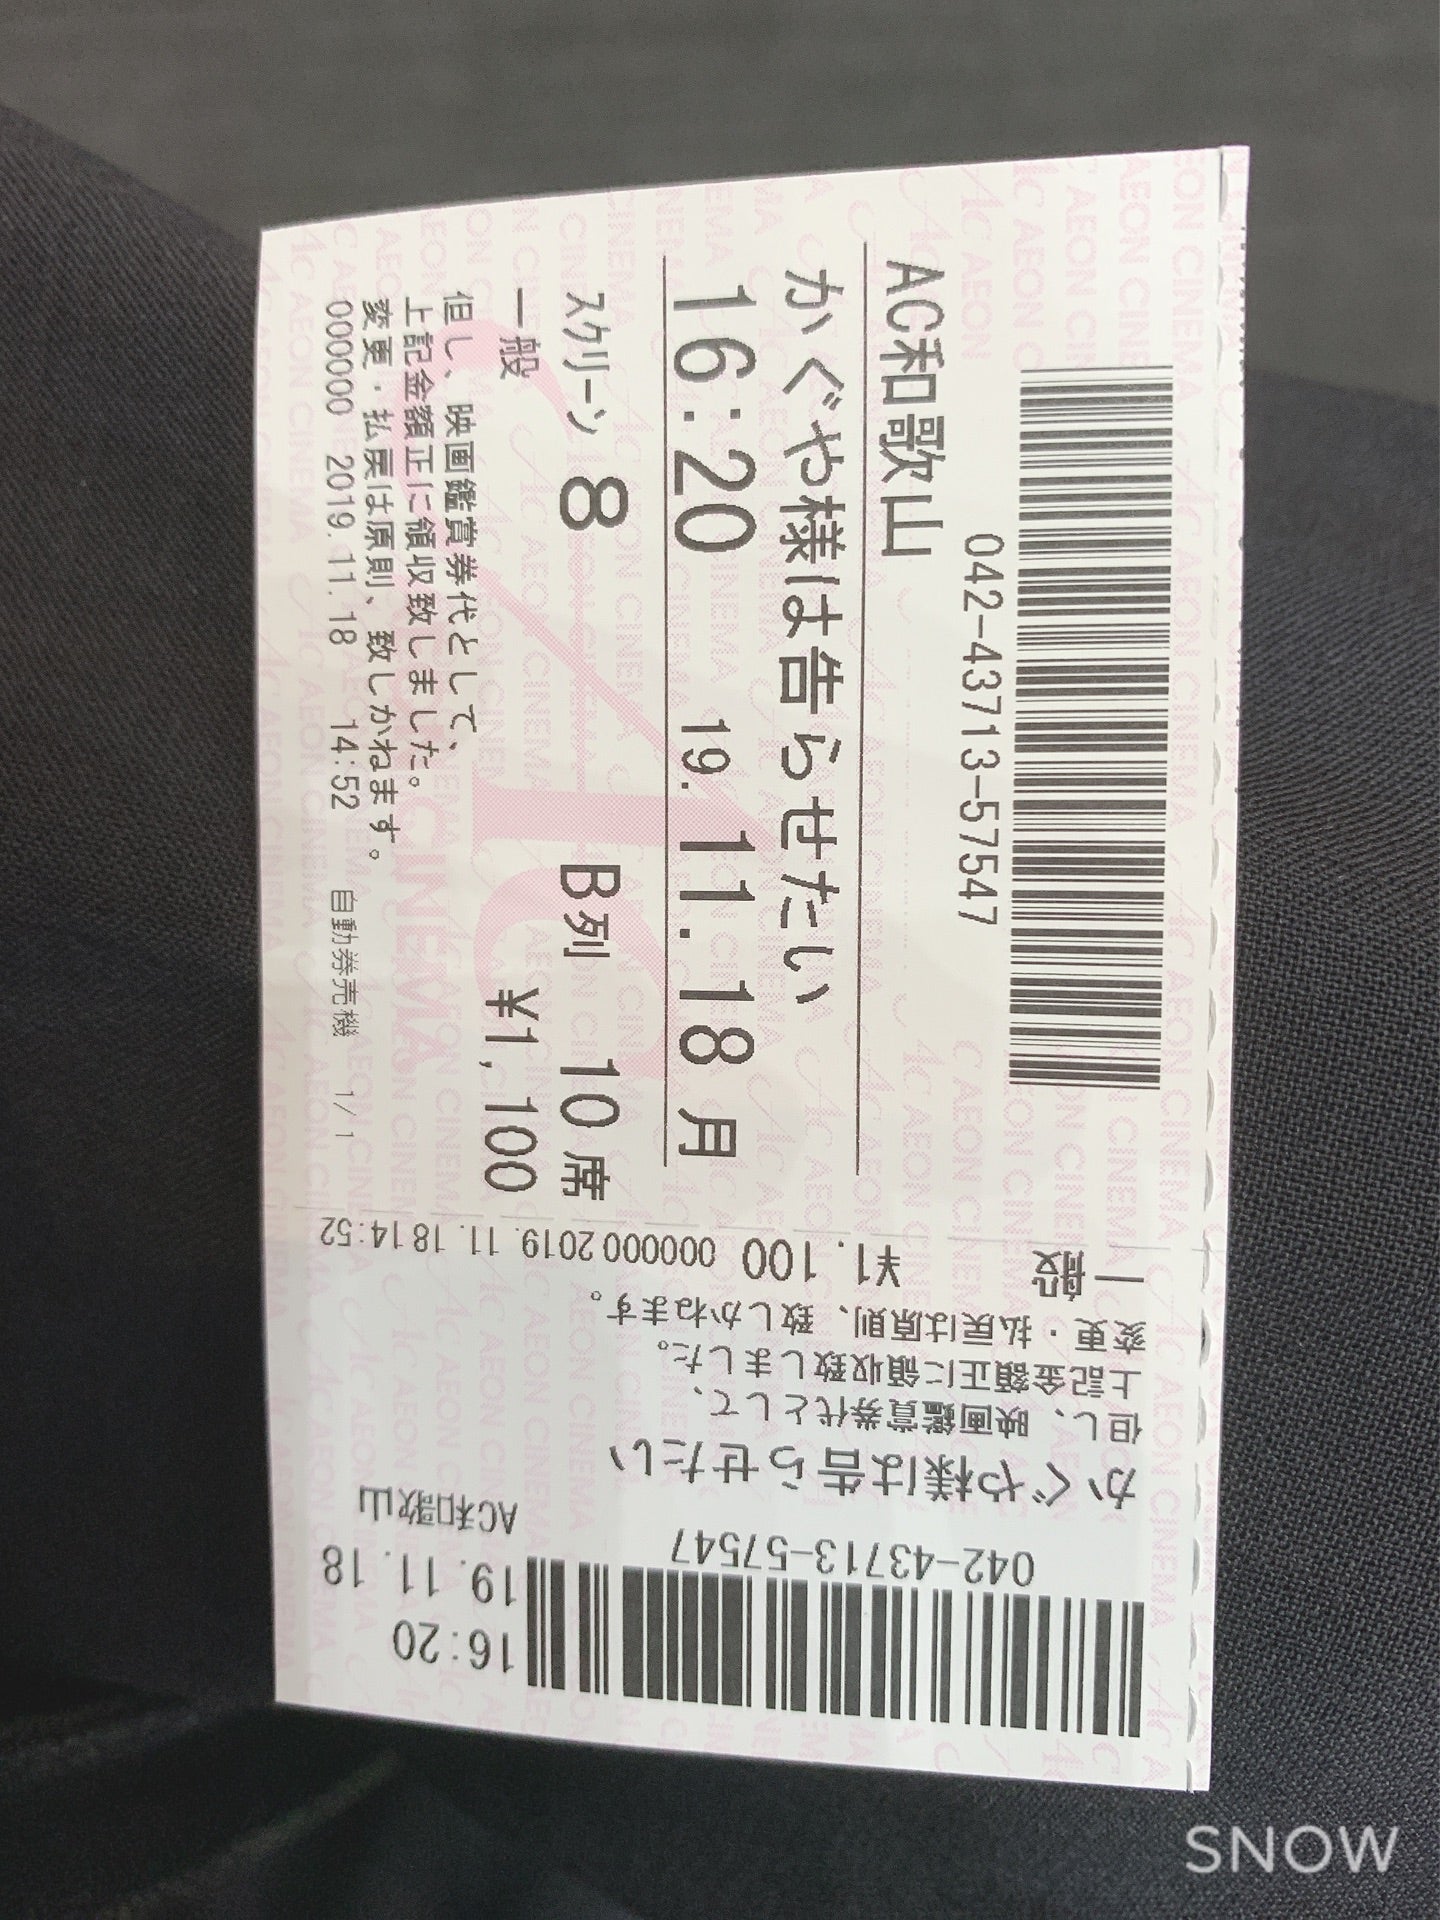 042-43713-57547
AC和歌山
かぐや様は告らせたい
16:20 19.11.18 月
スクリーン 8 B列 10 席
一般 ¥1,100
但し、映画鑑賞券代として、
上記金額正に領収致しました。
変更・払戻は原則、致しかねます。
000000 2019.11.18 14:52 自動券売機 1/1
一般 ¥1,100 000000 2019.11.18 14:52
変更・払戻は原則、致しかねます。
上記金額正に領収致しました。
但し、映画鑑賞券代として、
かぐや様は告らせたい
AC和歌山
042-43713-57547
19.11.18
16:20
AEON CINEMA
SNOW